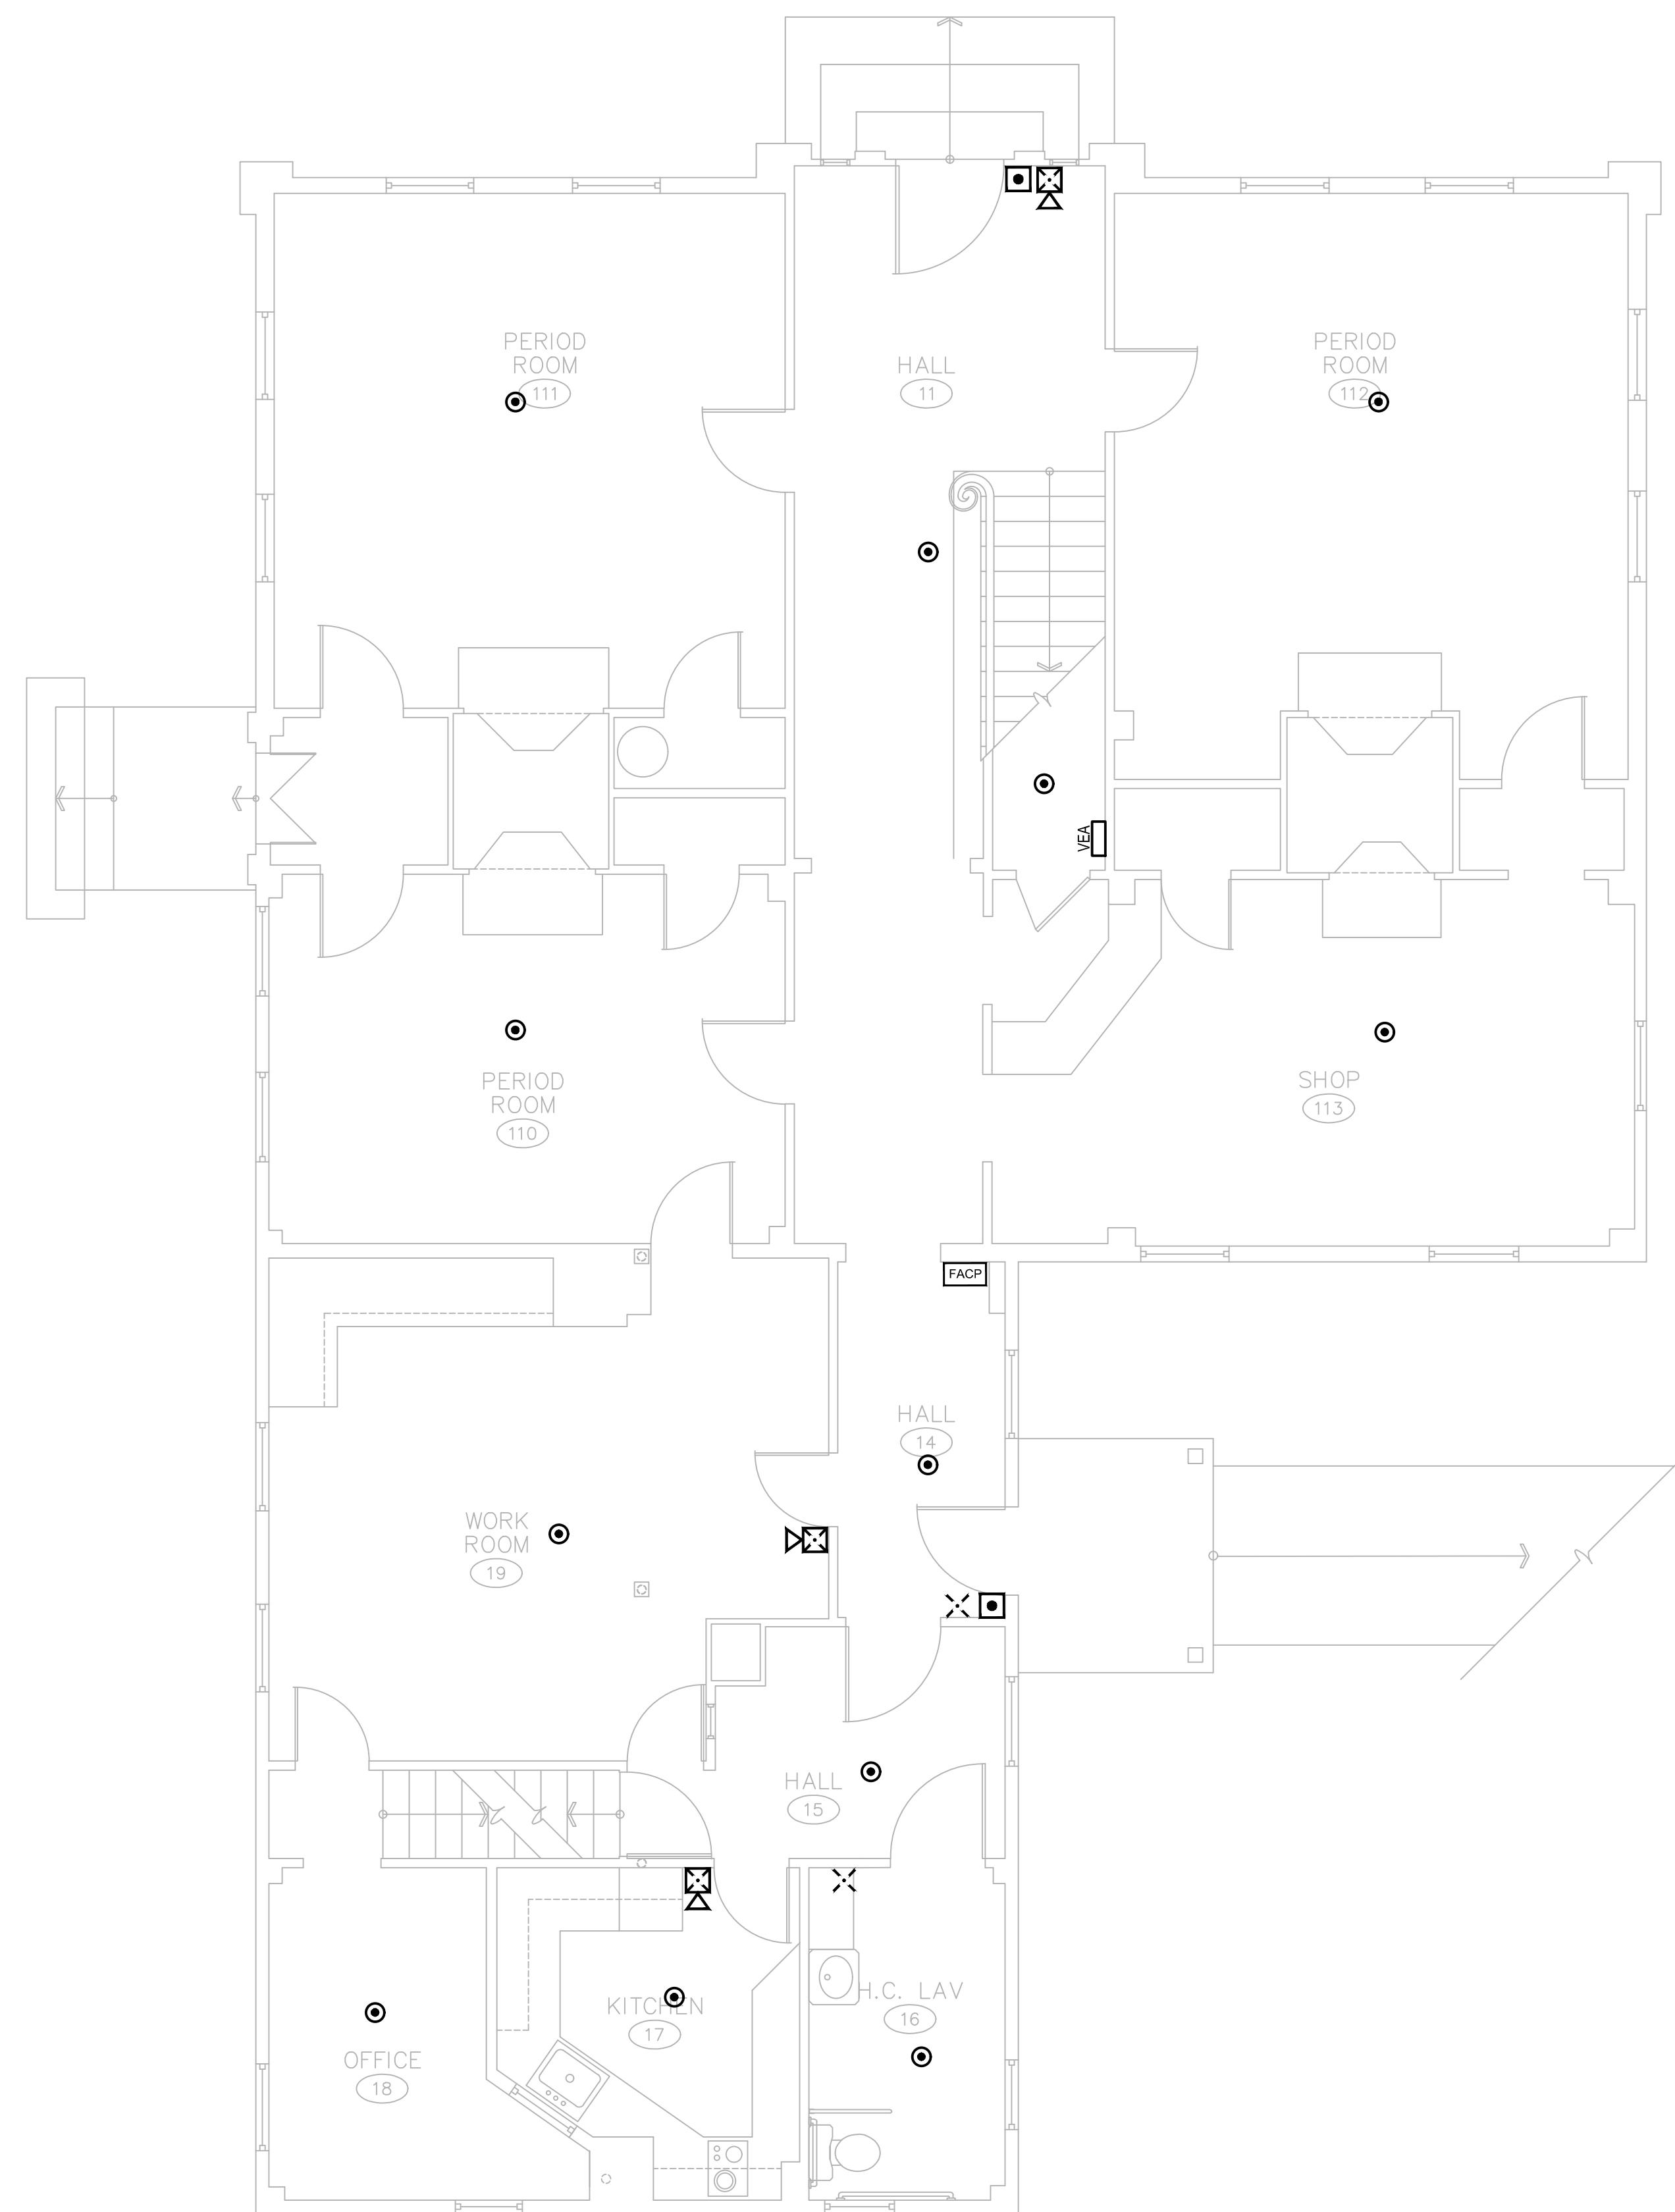 PERIOD
ROOM
111
HALL
11
PERIOD
ROOM
112
VEA
PERIOD
ROOM
110
SHOP
113
FACP
HALL
14
WORK
ROOM
19
HALL
15
KITCHEN
17
H.C. LAV
16
OFFICE
18